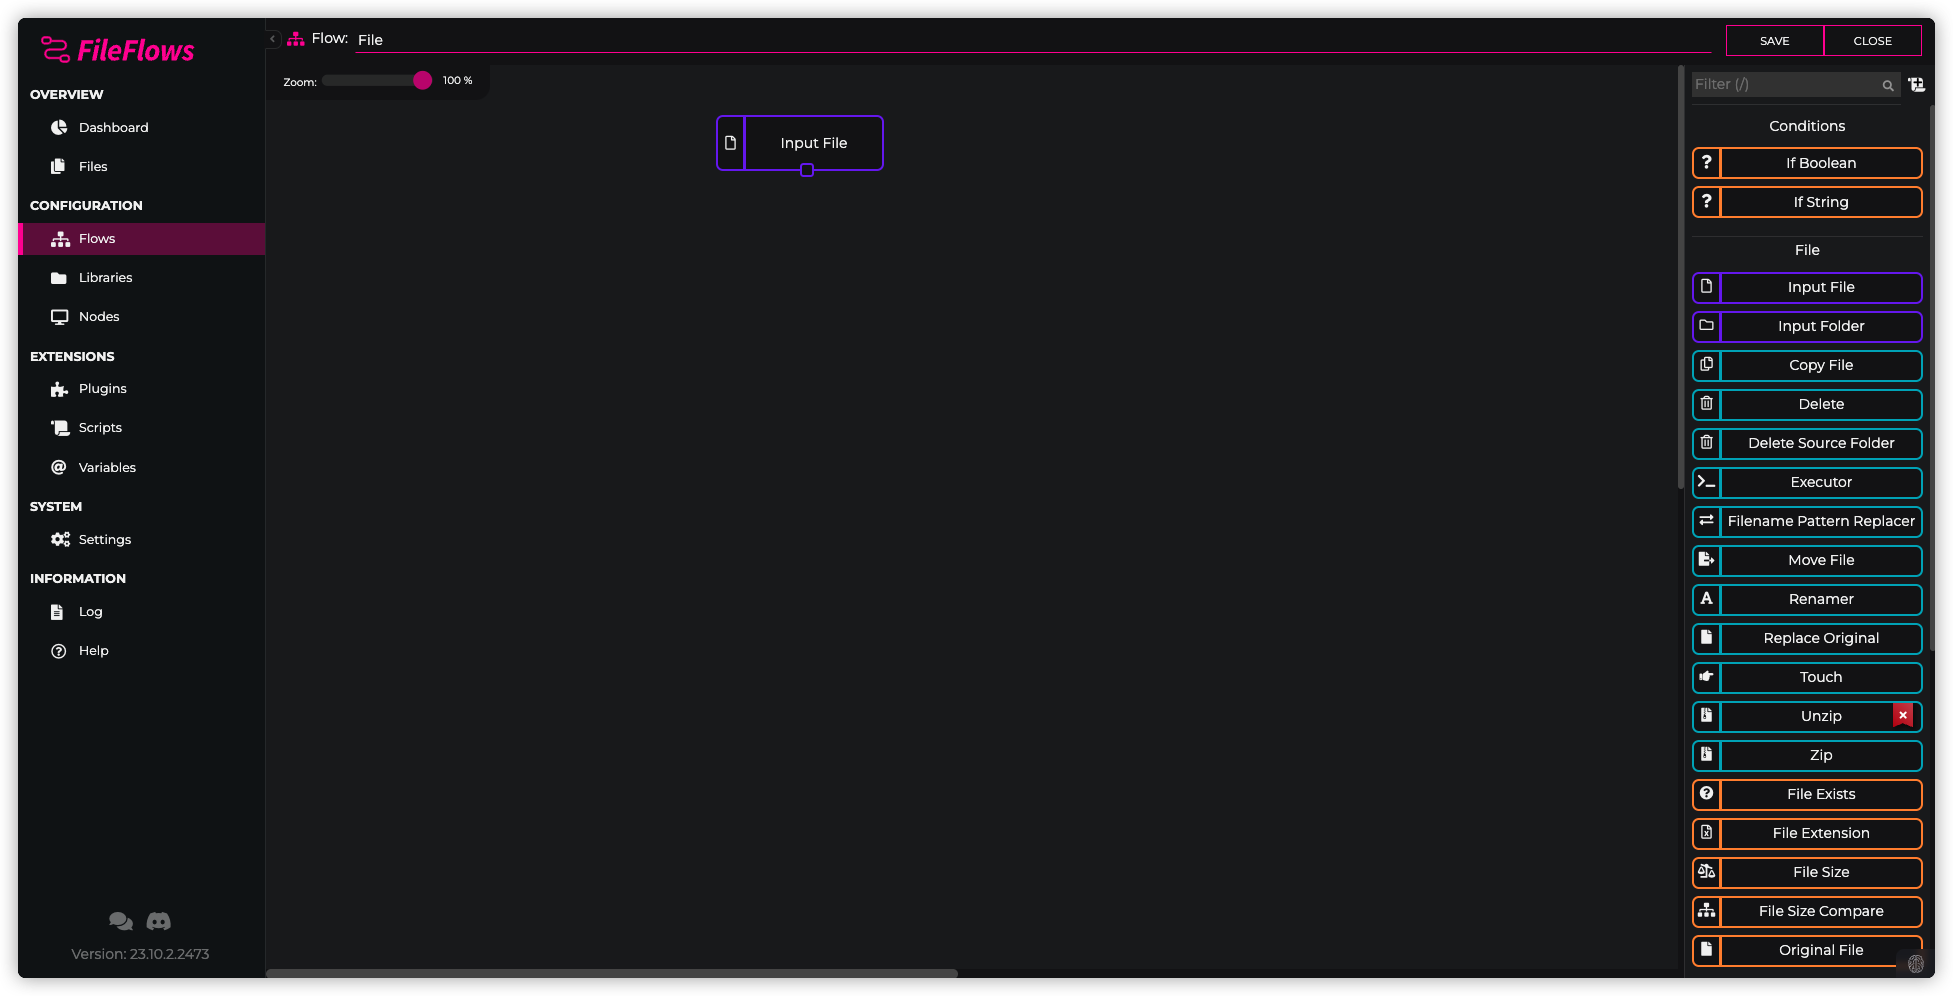 FileFlows
OVERVIEW
Dashboard
Files
CONFIGURATION
Flows
Libraries
Nodes
EXTENSIONS
Plugins
Scripts
Variables
SYSTEM
Settings
INFORMATION
Log
Help
Version: 23.10.2.2473
Flow: File
SAVE
CLOSE
Zoom: 100 %
Input File
Filter (/)
Conditions
If Boolean
If String
File
Input File
Input Folder
Copy File
Delete
Delete Source Folder
Executor
Filename Pattern Replacer
Move File
Renamer
Replace Original
Touch
Unzip
Zip
File Exists
File Extension
File Size
File Size Compare
Original File